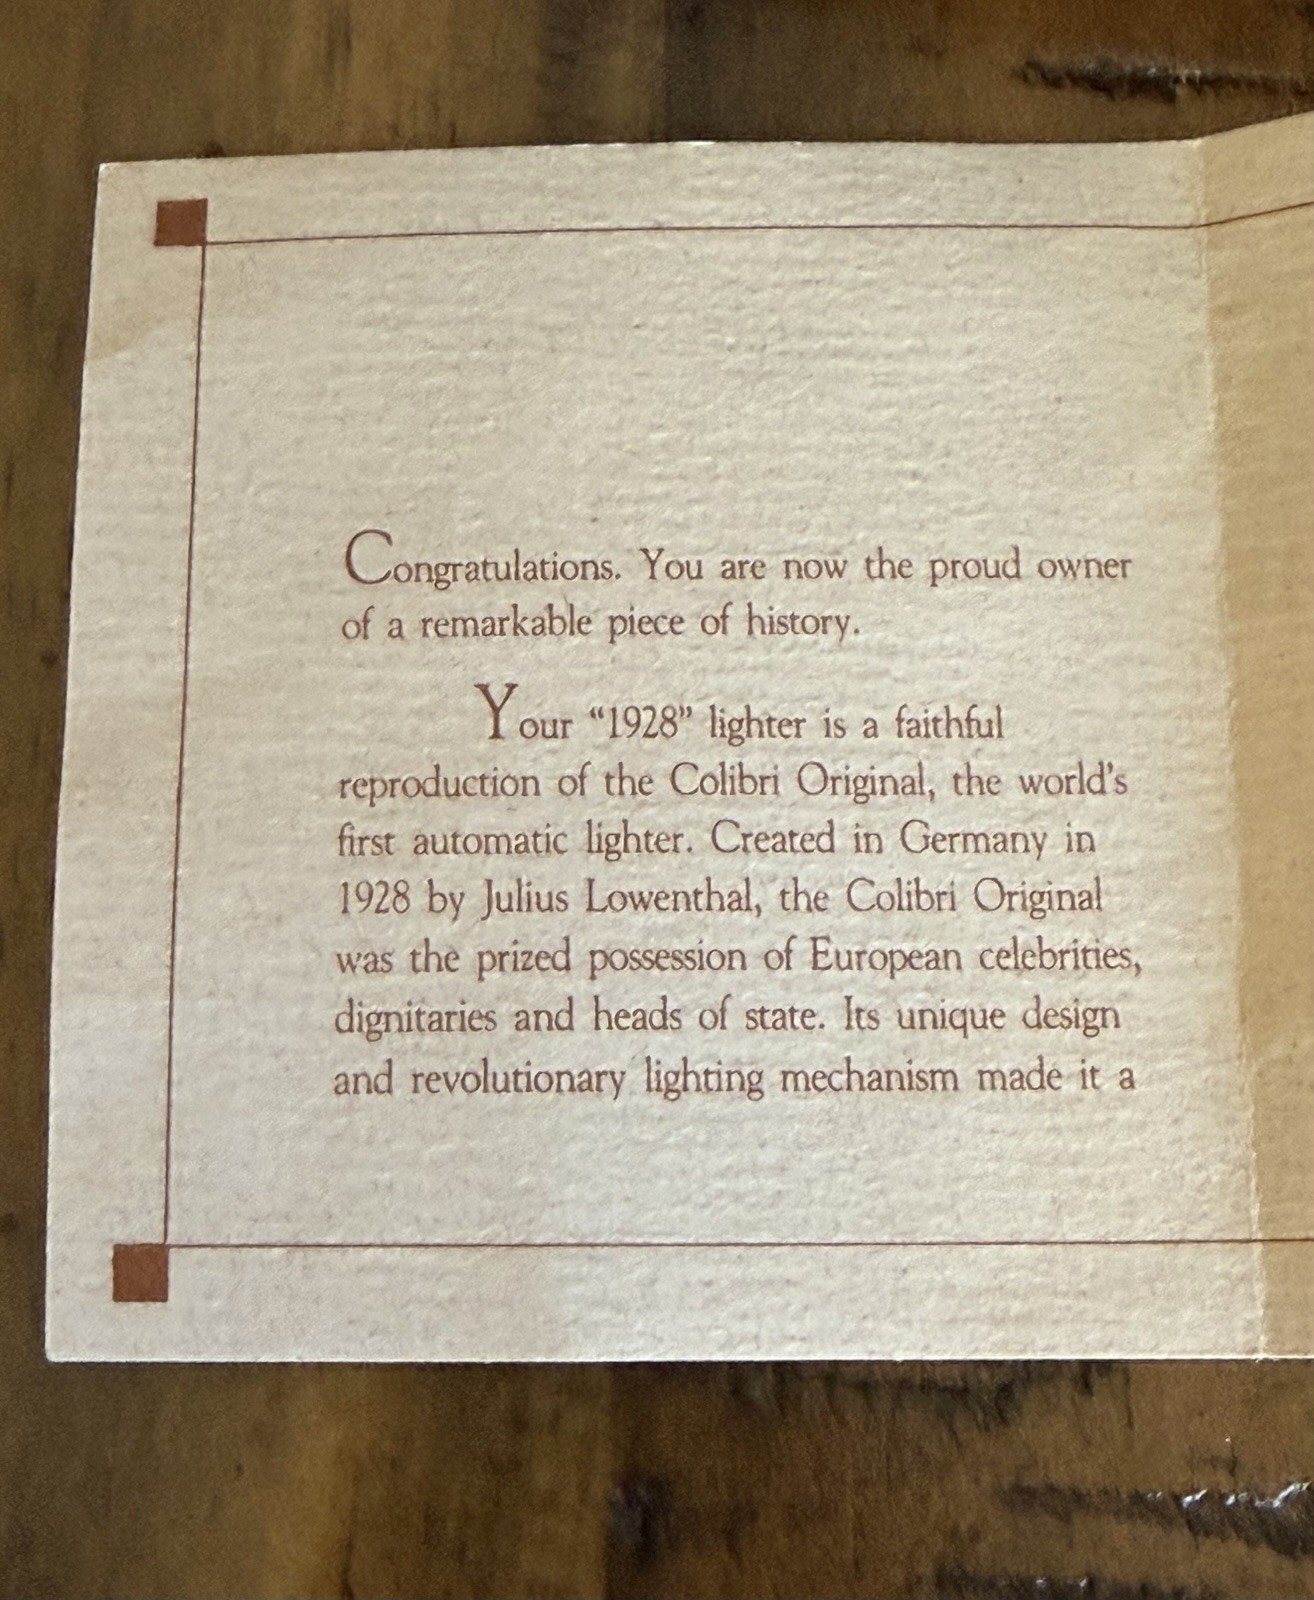 Congratulations. You are now the proud owner
of a remarkable piece of history.
Your “1928” lighter is a faithful
reproduction of the Colibri Original, the world's
first automatic lighter. Created in Germany in
1928 by Julius Lowenthal, the Colibri Original
was the prized possession of European celebrities,
dignitaries and heads of state. Its unique design
and revolutionary lighting mechanism made it a